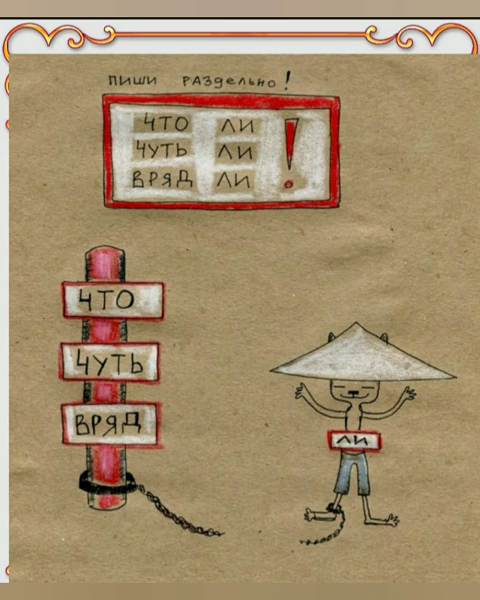 пиши раздельно!
ЧТО ЛИ !
ЧУТЬ ЛИ
ВРЯД ЛИ
ЧТО
ЧУТЬ
ВРЯД
ЛИ